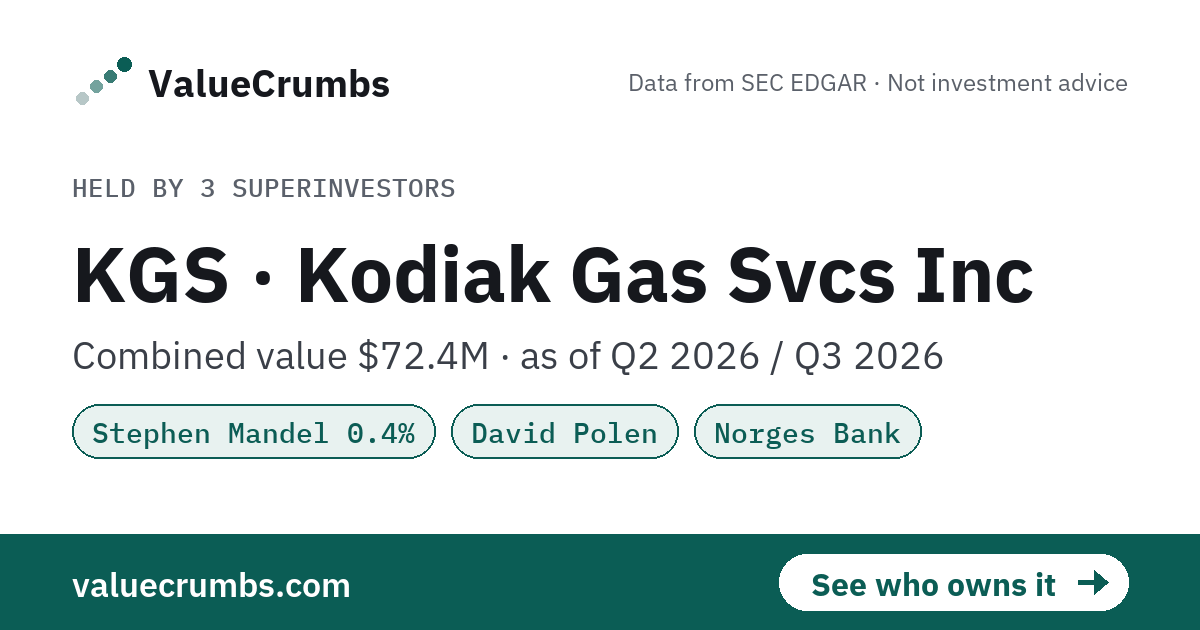 ValueCrumbs
Data from SEC EDGAR · Not investment advice
HELD BY 3 SUPERINVESTORS
KGS · Kodiak Gas Svcs Inc
Combined value $72.4M · as of Q2 2026 / Q3 2026
Stephen Mandel 0.4% David Polen Norges Bank
valuecrumbs.com
See who owns it →